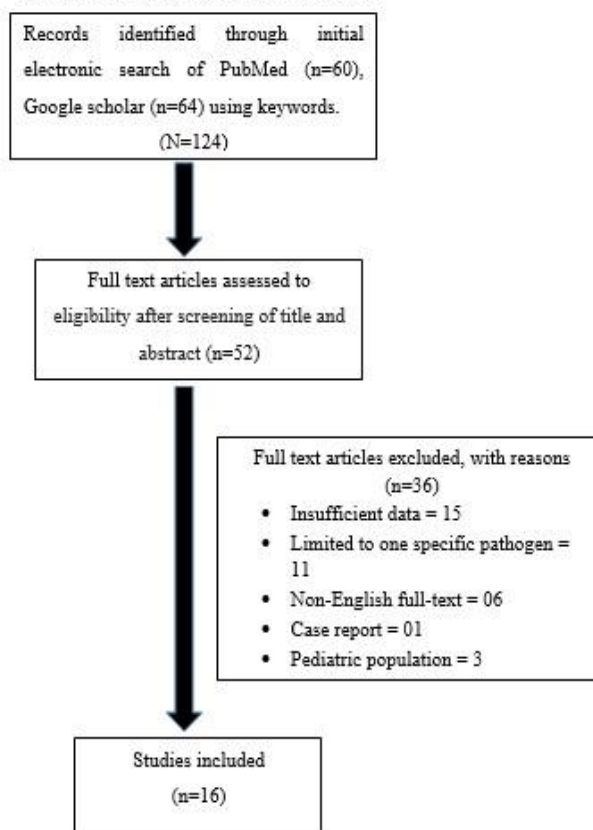 Records identified through initial
electronic search of PubMed (n=60),
Google scholar (n=64) using keywords.
(N=124)
Full text articles assessed to
eligibility after screening of title and
abstract (n=52)
Full text articles excluded, with reasons
(n=36)
• Insufficient data = 15
• Limited to one specific pathogen =
11
• Non-English full-text = 06
• Case report = 01
• Pediatric population = 3
Studies included
(n=16)